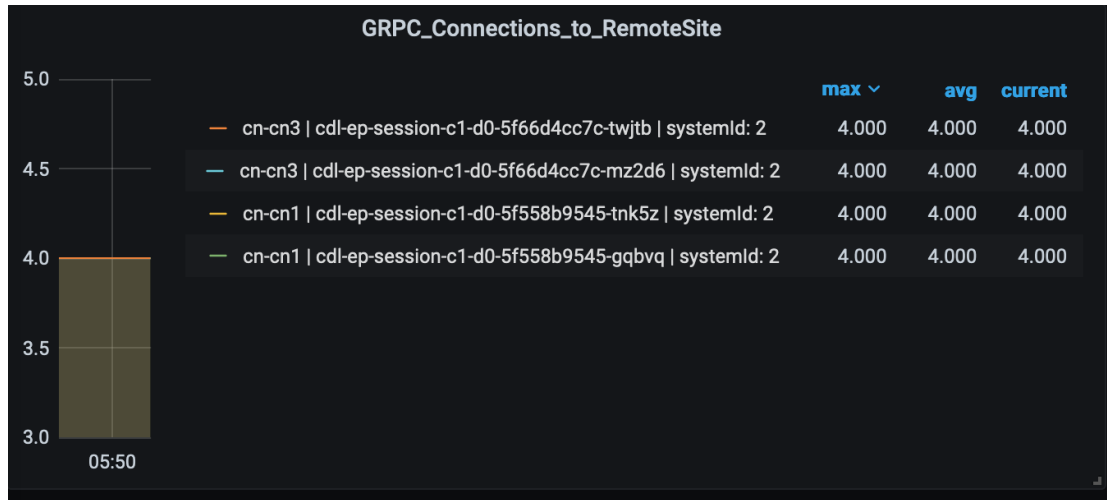 GRPC_Connections_to_RemoteSite
max avg current
cn-cn3 | cdl-ep-session-c1-d0-5f66d4cc7c-twjtb | systemId: 2 4.000 4.000 4.000
cn-cn3 | cdl-ep-session-c1-d0-5f66d4cc7c-mz2d6 | systemId: 2 4.000 4.000 4.000
cn-cn1 | cdl-ep-session-c1-d0-5f558b9545-tnk5z | systemId: 2 4.000 4.000 4.000
cn-cn1 | cdl-ep-session-c1-d0-5f558b9545-gqbvq | systemId: 2 4.000 4.000 4.000
5.0
4.5
4.0
3.5
3.0
05:50